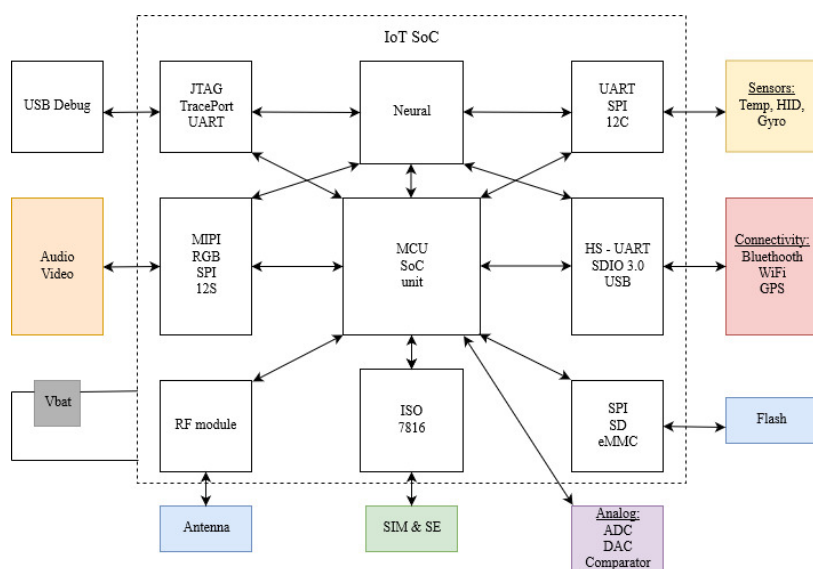 IoT SoC
USB Debug
JTAG
TracePort
UART
Neural
UART
SPI
12C
Sensors:
Temp, HID,
Gyro
Audio
Video
MIPI
RGB
SPI
12S
MCU
SoC
unit
HS - UART
SDIO 3.0
USB
Connectivity:
Bluethooth
WiFi
GPS
Vbat
RF module
ISO
7816
SPI
SD
eMMC
Flash
Antenna
SIM & SE
Analog:
ADC
DAC
Comparator